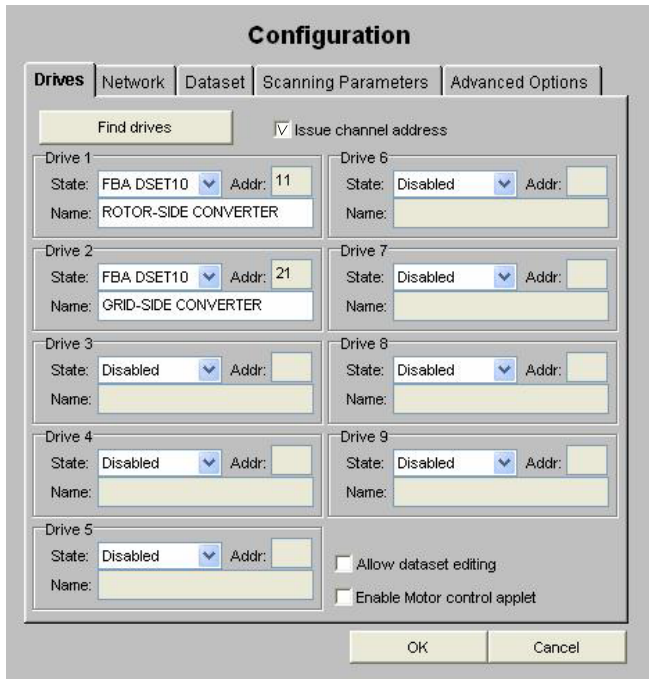 Configuration
Drives Network Dataset Scanning Parameters Advanced Options
Find drives Issue channel address
Drive 1
State: FBA DSET10 Addr: 11
Name: ROTOR-SIDE CONVERTER
Drive 2
State: FBA DSET10 Addr: 21
Name: GRID-SIDE CONVERTER
Drive 3
State: Disabled Addr:
Name:
Drive 4
State: Disabled Addr:
Name:
Drive 5
State: Disabled Addr:
Name:
Drive 6
State: Disabled Addr:
Name:
Drive 7
State: Disabled Addr:
Name:
Drive 8
State: Disabled Addr:
Name:
Drive 9
State: Disabled Addr:
Name:
Allow dataset editing
Enable Motor control applet
OK Cancel